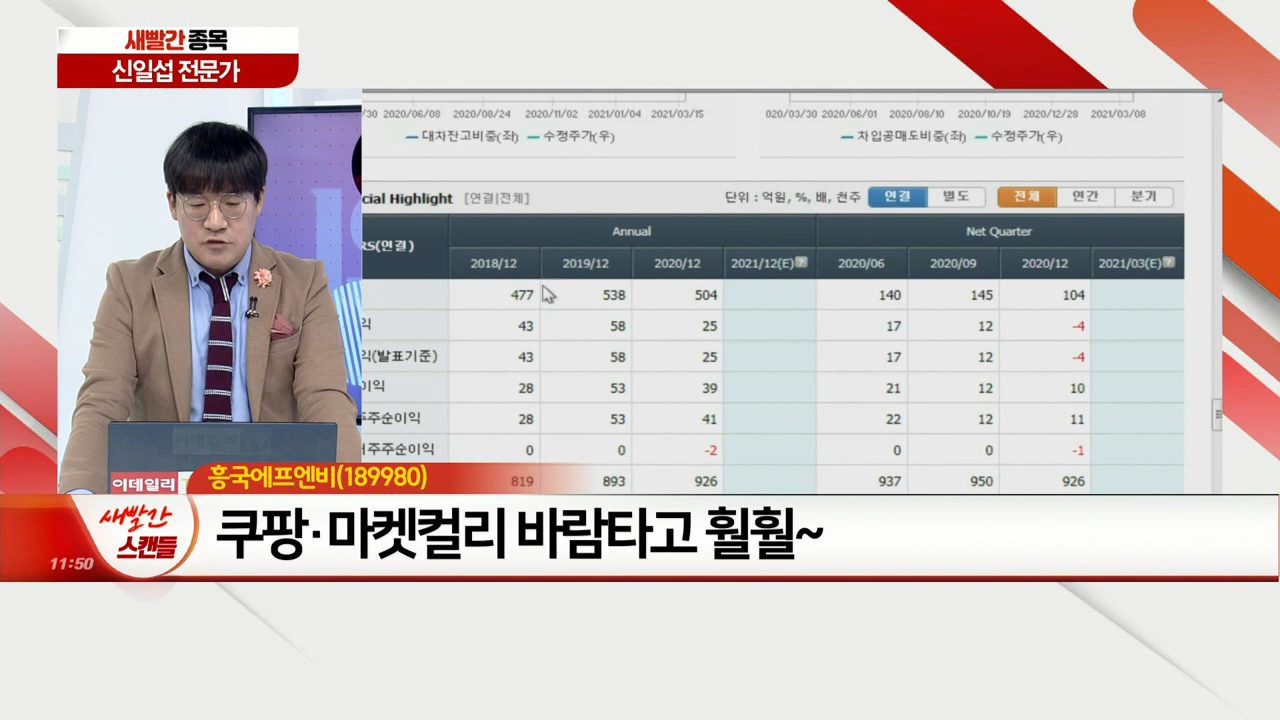 새빨간 종목
신일섭 전문가
/30 2020/06/08 2020/08/24 2020/11/02 2021/01/04 2021/03/15
020/03/30 2020/06/01 2020/08/10 2020/10/19 2020/12/28 2021/03/08
대차잔고비중(좌) 수정주가(우)
차입공매도비중(좌) 수정주가(우)
cial Highlight [연결|전체]
단위 : 억원, %, 배, 천주 연결 별도 전체 연간 분기
RS(연결) Annual Net Quarter
2018/12 2019/12 2020/12 2021/12(E) 2020/06 2020/09 2020/12 2021/03(E)
477 538 504 140 145 104
익 43 58 25 17 12 -4
익(발표기준) 43 58 25 17 12 -4
이익 28 53 39 21 12 10
주주순이익 28 53 41 22 12 11
주주순이익 0 0 -2 0 0 -1
819 893 926 937 950 926
이데일리
흥국에프엔비(189980)
새빨간
스캔들
쿠팡·마켓컬리 바람타고 훨훨~
11:50